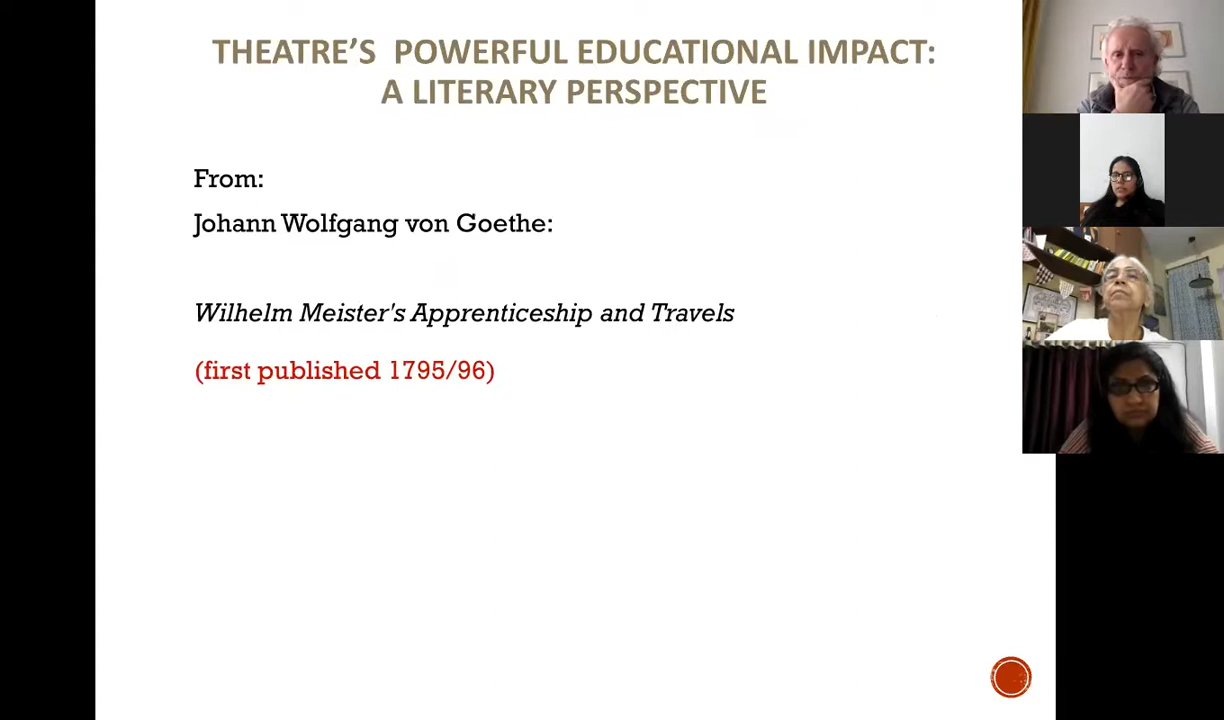 THEATRE’S POWERFUL EDUCATIONAL IMPACT:
A LITERARY PERSPECTIVE
From:
Johann Wolfgang von Goethe:
Wilhelm Meister's Apprenticeship and Travels
(first published 1795/96)